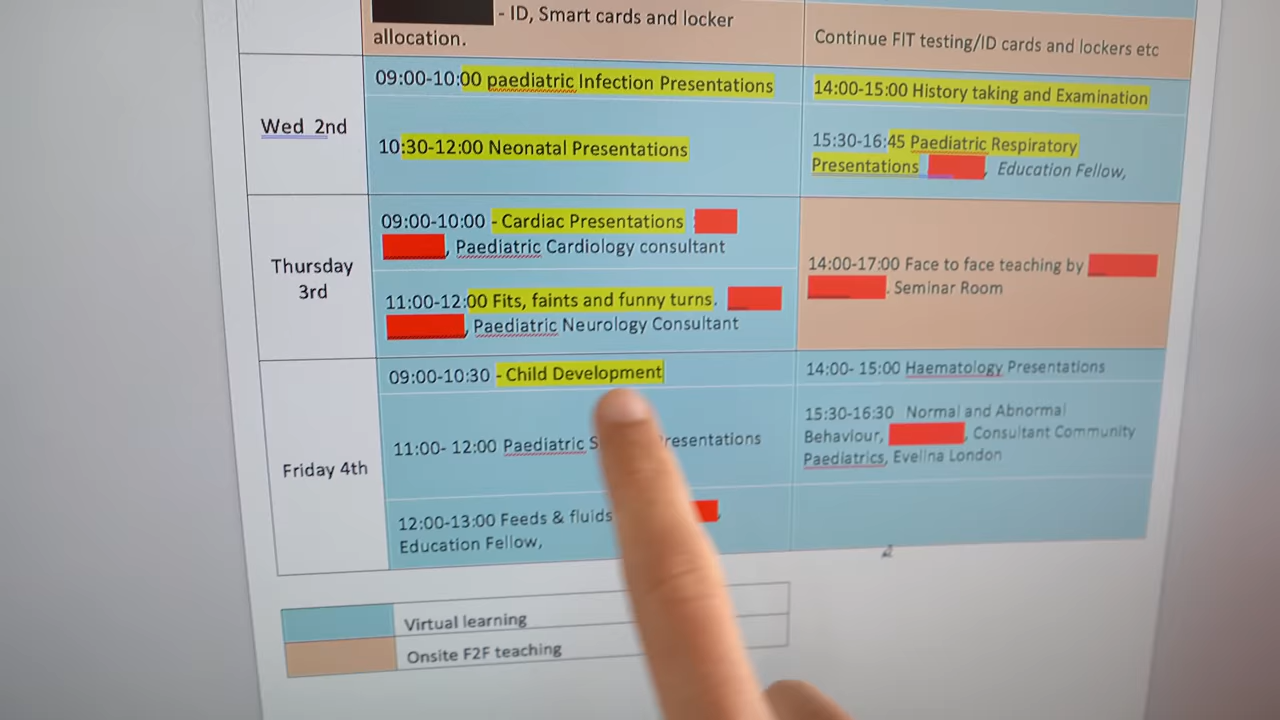 - ID, Smart cards and locker
allocation.
Continue FIT testing/ID cards and lockers etc
Wed 2nd
09:00-10:00 paediatric Infection Presentations
10:30-12:00 Neonatal Presentations
14:00-15:00 History taking and Examination
15:30-16:45 Paediatric Respiratory
Presentations , Education Fellow,
Thursday
3rd
09:00-10:00 - Cardiac Presentations
, Paediatric Cardiology consultant
11:00-12:00 Fits, faints and funny turns.
, Paediatric Neurology Consultant
14:00-17:00 Face to face teaching by
. Seminar Room
Friday 4th
09:00-10:30 - Child Development
11:00- 12:00 Paediatric
12:00-13:00 Feeds & fluids
Education Fellow,
14:00- 15:00 Haematology Presentations
15:30-16:30 Normal and Abnormal
Behaviour, , Consultant Community
Paediatrics, Evelina London
Virtual learning
Onsite F2F teaching